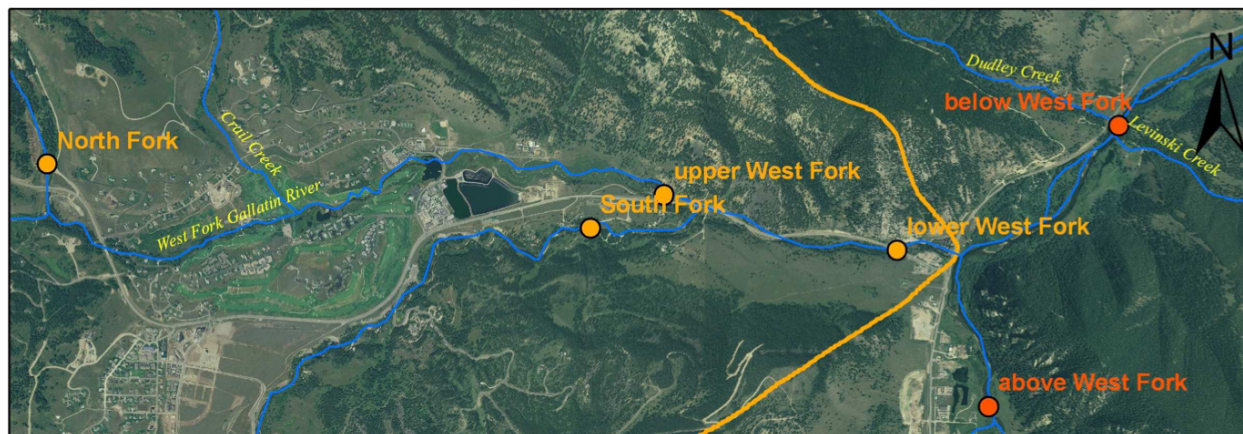 N
Dudley Creek
below West Fork
Levinski Creek
North Fork
Crail Creek
West Fork Gallatin River
upper West Fork
South Fork
lower West Fork
above West Fork